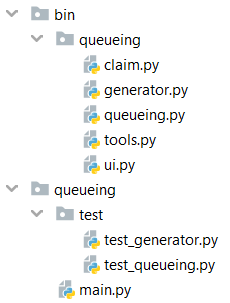 bin
queueing
claim.py
generator.py
queueing.py
tools.py
ui.py
queueing
test
test_generator.py
test_queueing.py
main.py